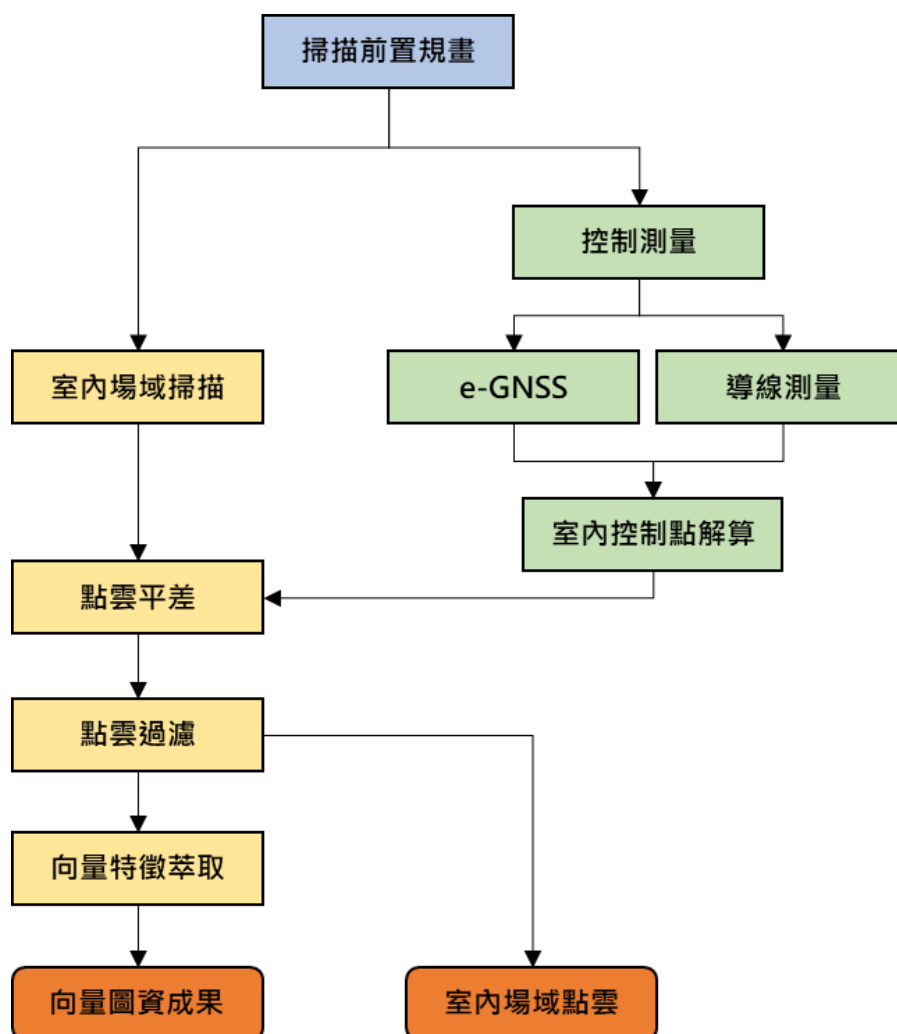 掃描前置規畫
控制測量
室內場域掃描
e-GNSS
導線測量
室內控制點解算
點雲平差
點雲過濾
向量特徵萃取
向量圖資成果
室內場域點雲